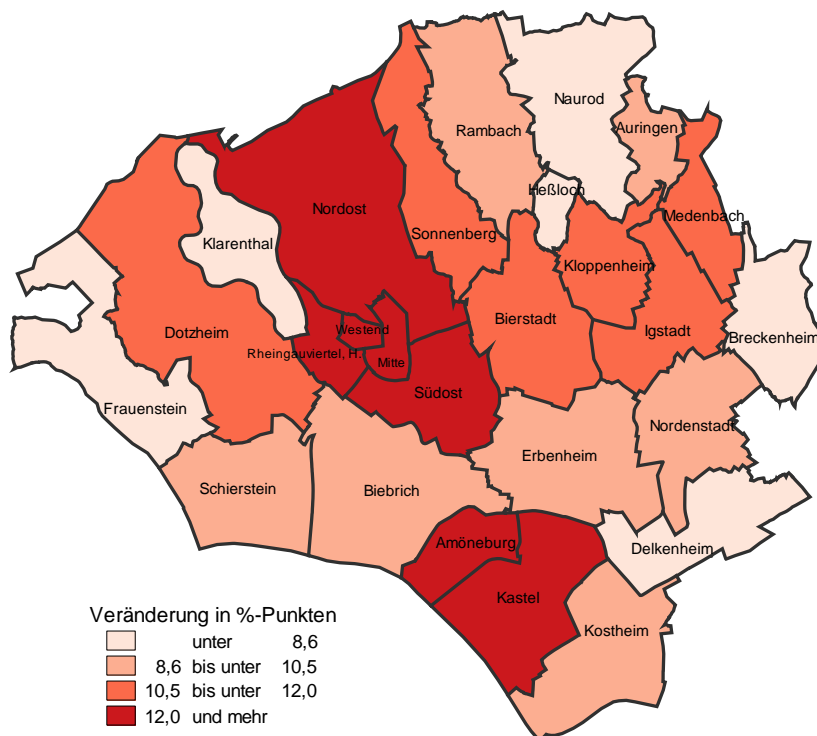 Naurod
Rambach
Auringen
Heßloch
Nordost
Medenbach
Sonnenberg
Klarenthal
Kloppenheim
Bierstadt
Igstadt
Westend
Dotzheim
Breckenheim
Rheingauviertel, H.
Mitte
Südost
Frauenstein
Nordenstadt
Erbenheim
Schierstein
Biebrich
Amöneburg
Delkenheim
Kastel
Kostheim
Veränderung in %-Punkten
unter 8,6
8,6 bis unter 10,5
10,5 bis unter 12,0
12,0 und mehr